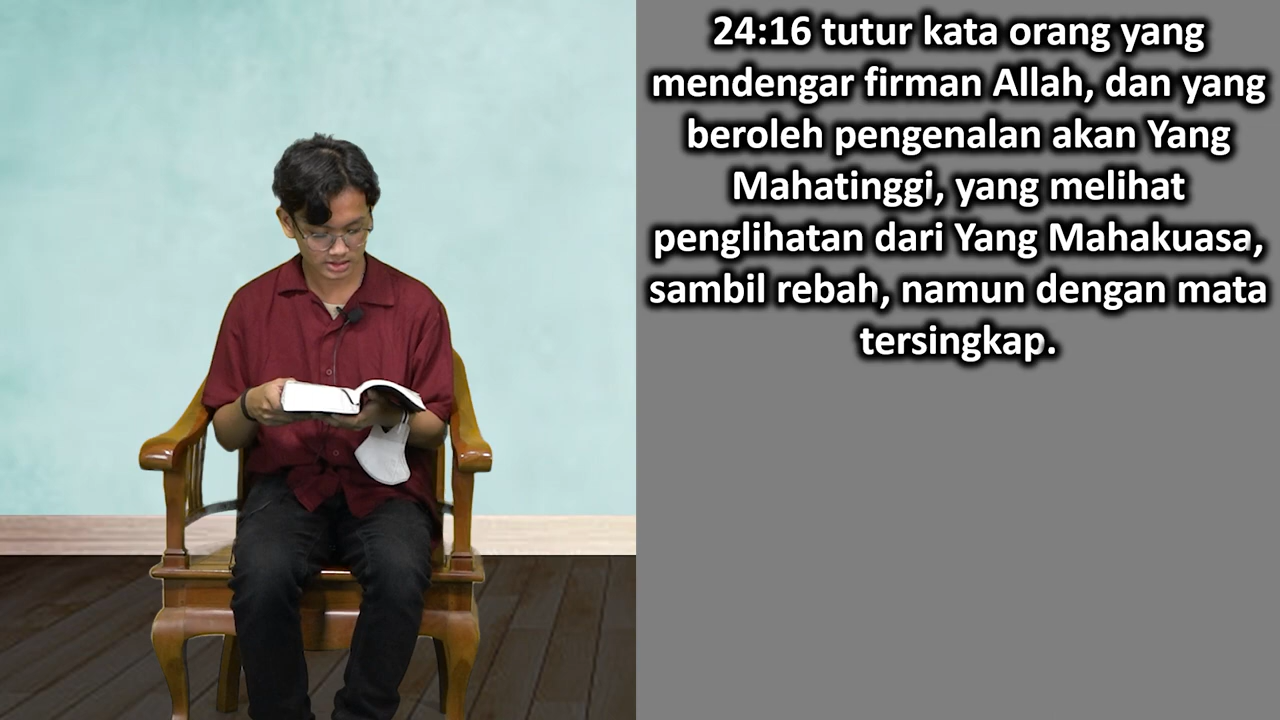 24:16 tutur kata orang yang
mendengar firman Allah, dan yang
beroleh pengenalan akan Yang
Mahatinggi, yang melihat
penglihatan dari Yang Mahakuasa,
sambil rebah, namun dengan mata
tersingkap.